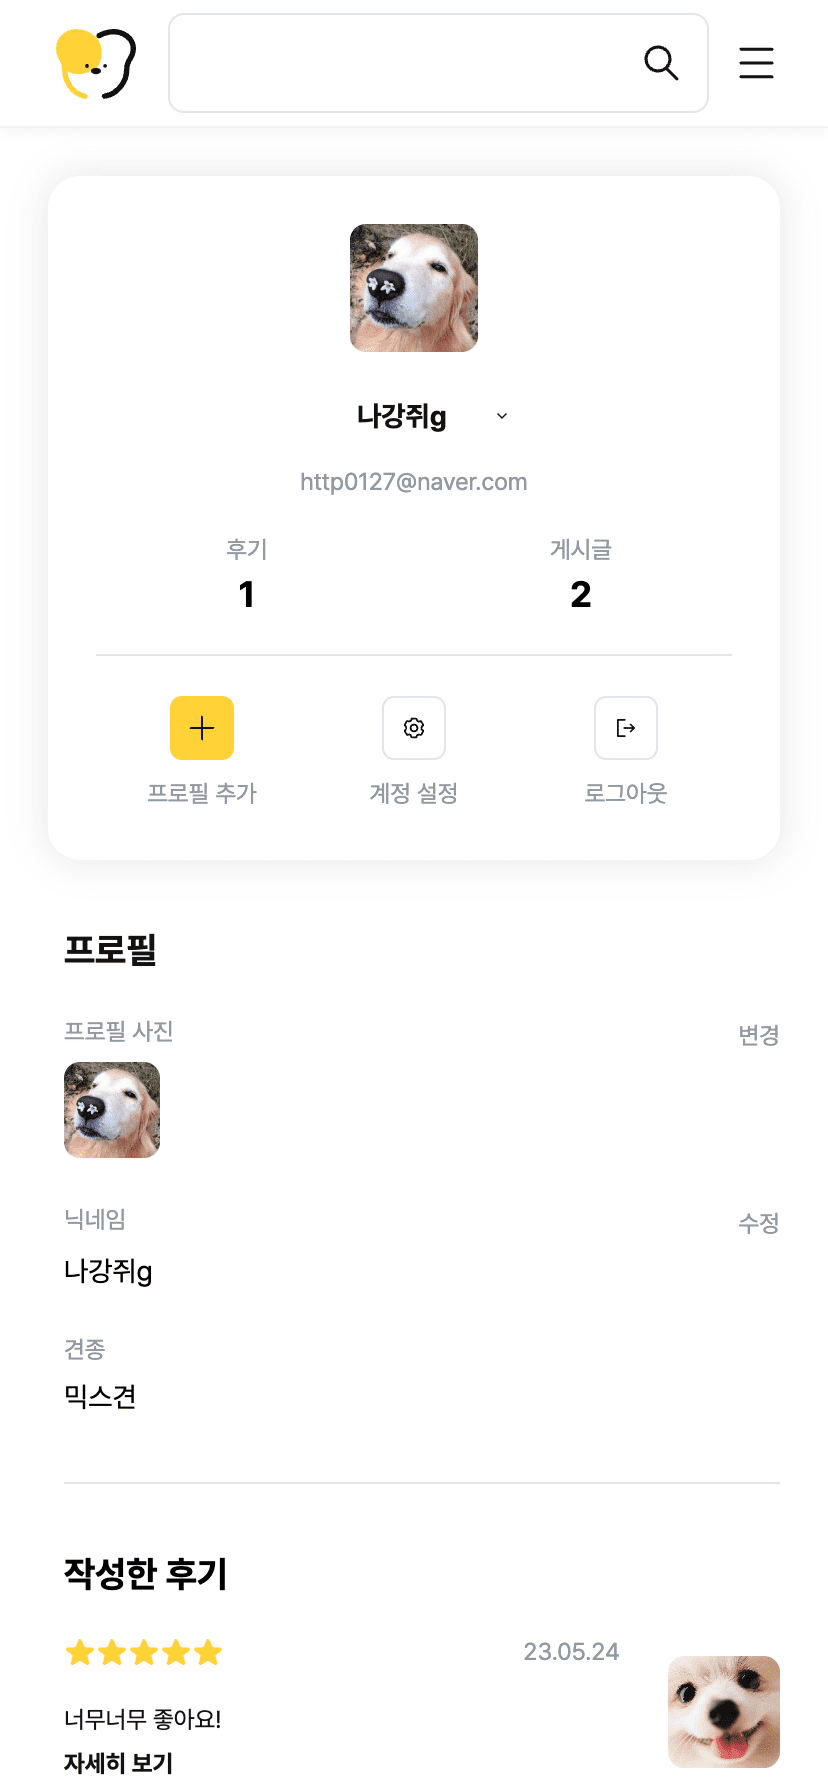 나강쥐g
http0127@naver.com
후기
게시글
1
2
프로필 추가
계정 설정
로그아웃
프로필
프로필 사진
변경
닉네임
수정
나강쥐g
견종
믹스견
작성한 후기
23.05.24
너무너무 좋아요!
자세히 보기